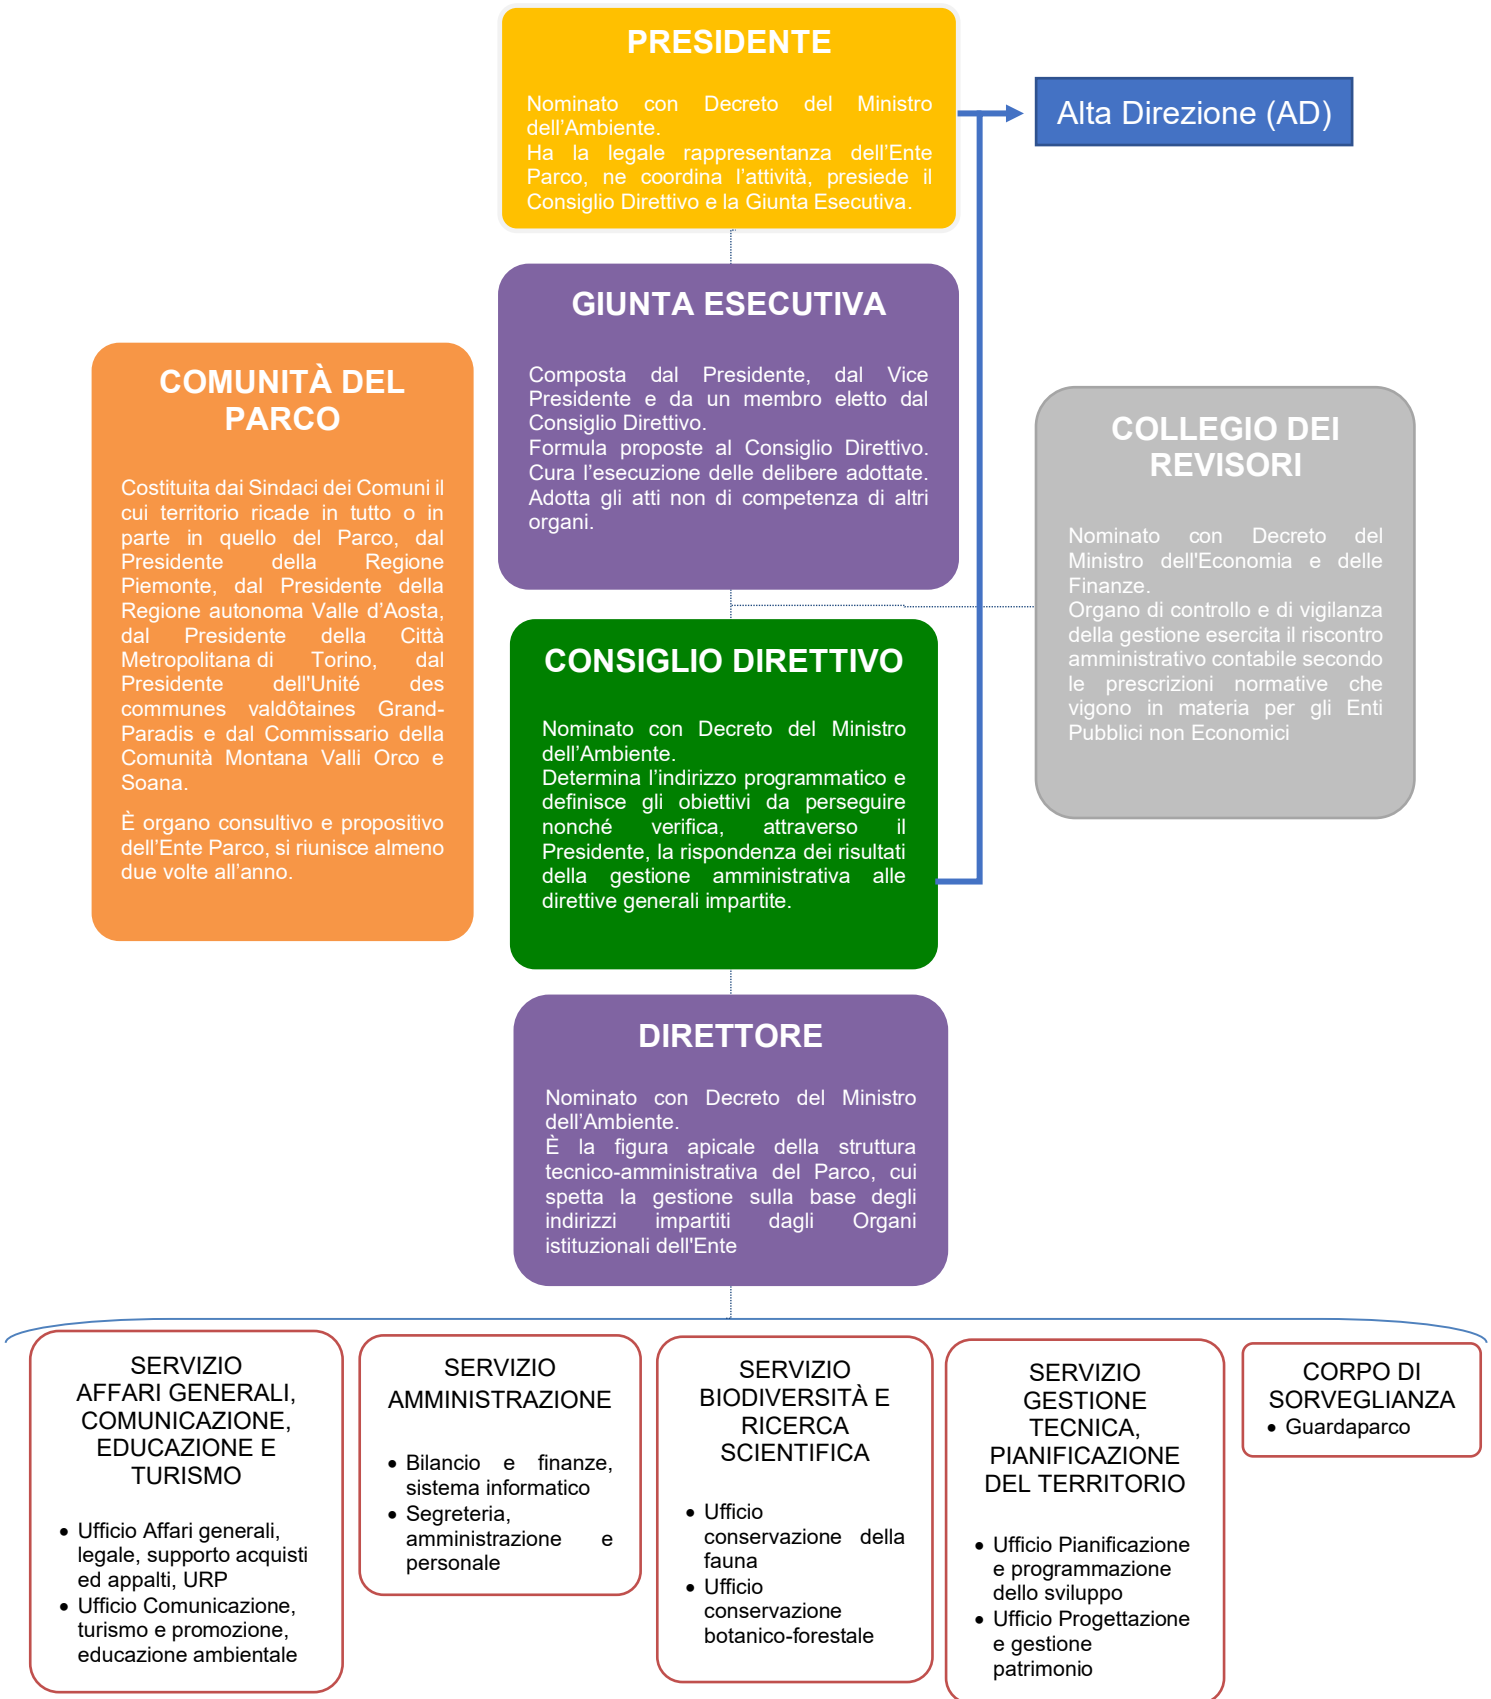 PRESIDENTE
Nominato con Decreto del Ministro
dell’Ambiente.
Ha la legale rappresentanza dell’Ente
Parco, ne coordina l’attività, presiede il
Consiglio Direttivo e la Giunta Esecutiva.
Alta Direzione (AD)
GIUNTA ESECUTIVA
Composta dal Presidente, dal Vice
Presidente e da un membro eletto dal
Consiglio Direttivo.
Formula proposte al Consiglio Direttivo.
Cura l’esecuzione delle delibere adottate.
Adotta gli atti non di competenza di altri
organi.
COMUNITÀ DEL
PARCO
Costituita dai Sindaci dei Comuni il
cui territorio ricade in tutto o in
parte in quello del Parco, dal
Presidente della Regione
Piemonte, dal Presidente della
Regione autonoma Valle d’Aosta,
dal Presidente della Città
Metropolitana di Torino, dal
Presidente dell'Unité des
communes valdôtaines Grand-
Paradis e dal Commissario della
Comunità Montana Valli Orco e
Soana.
È organo consultivo e propositivo
dell’Ente Parco, si riunisce almeno
due volte all’anno.
COLLEGIO DEI
REVISORI
Nominato con Decreto del
Ministro dell'Economia e delle
Finanze.
Organo di controllo e di vigilanza
della gestione esercita il riscontro
amministrativo contabile secondo
le prescrizioni normative che
vigono in materia per gli Enti
Pubblici non Economici
CONSIGLIO DIRETTIVO
Nominato con Decreto del Ministro
dell’Ambiente.
Determina l’indirizzo programmatico e
definisce gli obiettivi da perseguire
nonché verifica, attraverso il
Presidente, la rispondenza dei risultati
della gestione amministrativa alle
direttive generali impartite.
DIRETTORE
Nominato con Decreto del Ministro
dell’Ambiente.
È la figura apicale della struttura
tecnico-amministrativa del Parco, cui
spetta la gestione sulla base degli
indirizzi impartiti dagli Organi
istituzionali dell'Ente
SERVIZIO
AFFARI GENERALI,
COMUNICAZIONE,
EDUCAZIONE E
TURISMO
• Ufficio Affari generali,
legale, supporto acquisti
ed appalti, URP
• Ufficio Comunicazione,
turismo e promozione,
educazione ambientale
SERVIZIO
AMMINISTRAZIONE
• Bilancio e finanze,
sistema informatico
• Segreteria,
amministrazione e
personale
SERVIZIO
BIODIVERSITÀ E
RICERCA
SCIENTIFICA
• Ufficio
conservazione della
fauna
• Ufficio
conservazione
botanico-forestale
SERVIZIO
GESTIONE
TECNICA,
PIANIFICAZIONE
DEL TERRITORIO
• Ufficio Pianificazione
e programmazione
dello sviluppo
• Ufficio Progettazione
e gestione
patrimonio
CORPO DI
SORVEGLIANZA
• Guardaparco